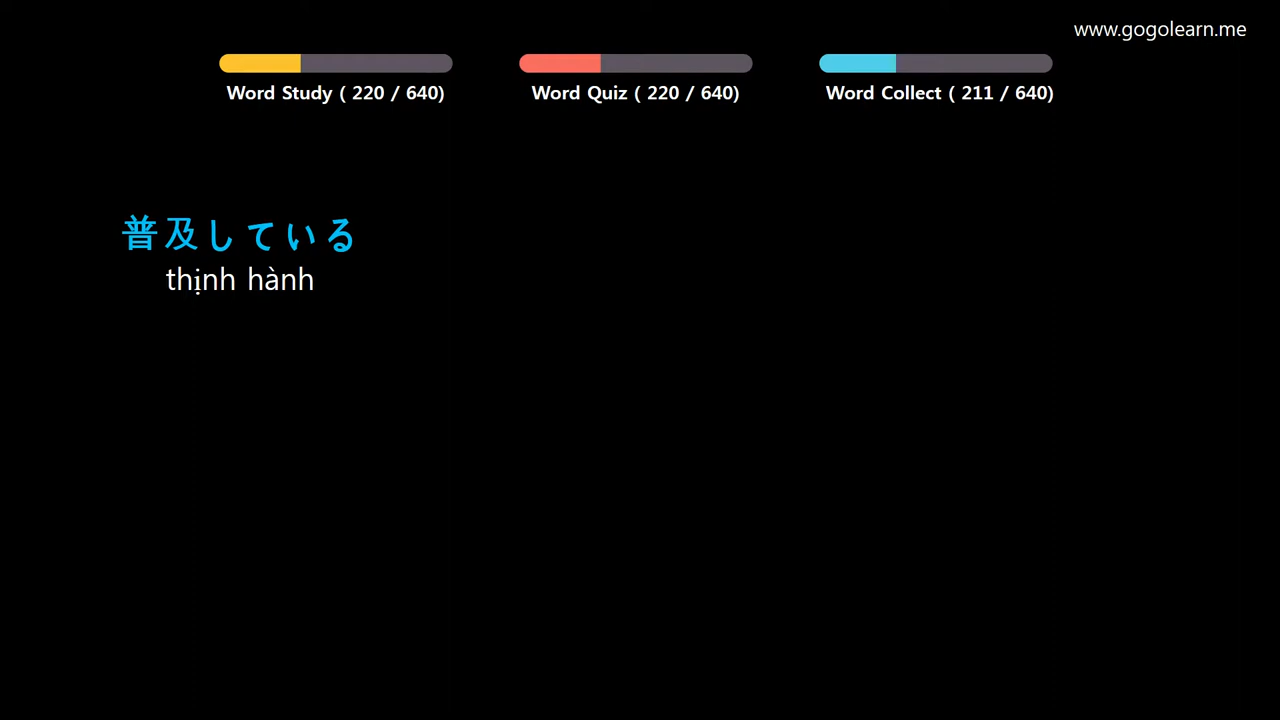 www.gogolearn.me
Word Study ( 220 / 640)
Word Quiz ( 220 / 640)
Word Collect ( 211 / 640)
普及している
thịnh hành